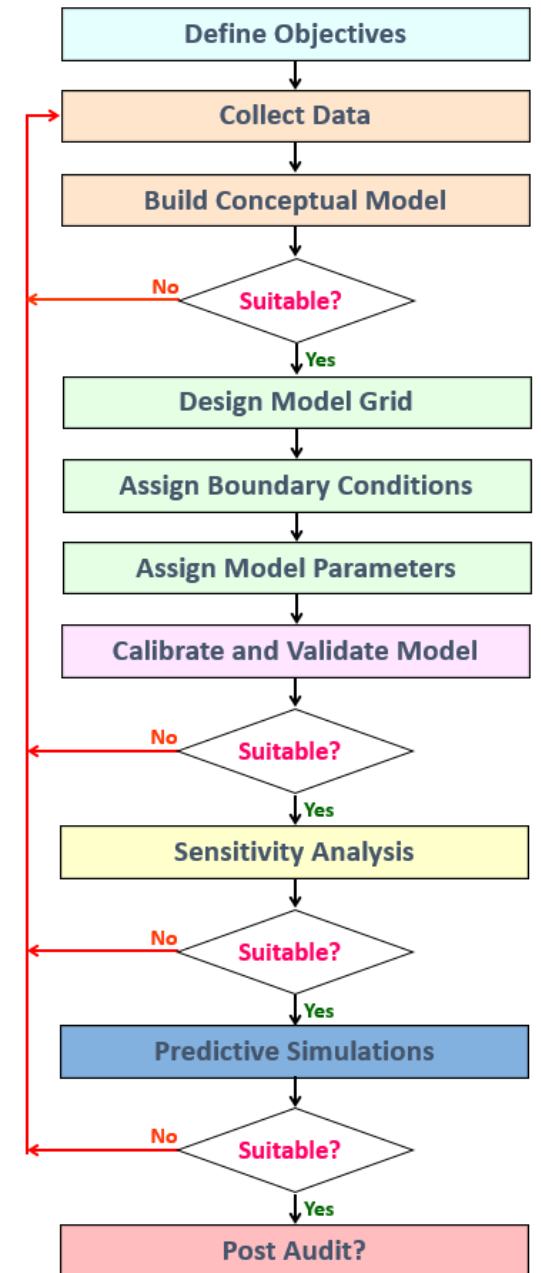 Define Objectives
Collect Data
Build Conceptual Model
No
Suitable?
Yes
Design Model Grid
Assign Boundary Conditions
Assign Model Parameters
Calibrate and Validate Model
No
Suitable?
Yes
Sensitivity Analysis
No
Suitable?
Yes
Predictive Simulations
No
Suitable?
Yes
Post Audit?